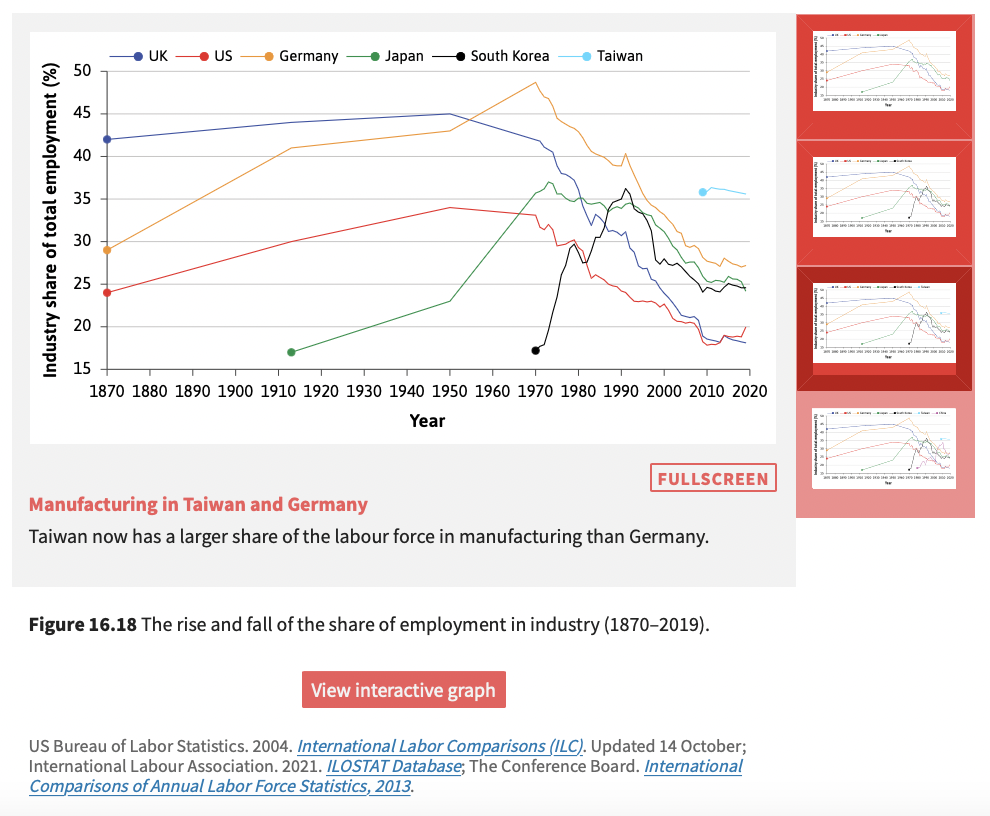 UK US Germany Japan South Korea Taiwan
Industry share of total employment (%)
50
45
40
35
30
25
20
15
1870 1880 1890 1900 1910 1920 1930 1940 1950 1960 1970 1980 1990 2000 2010 2020
Year
FULLSCREEN
Manufacturing in Taiwan and Germany
Taiwan now has a larger share of the labour force in manufacturing than Germany.
Figure 16.18 The rise and fall of the share of employment in industry (1870–2019).
View interactive graph
US Bureau of Labor Statistics. 2004. International Labor Comparisons (ILC). Updated 14 October;
International Labour Association. 2021. ILOSTAT Database; The Conference Board. International
Comparisons of Annual Labor Force Statistics, 2013.